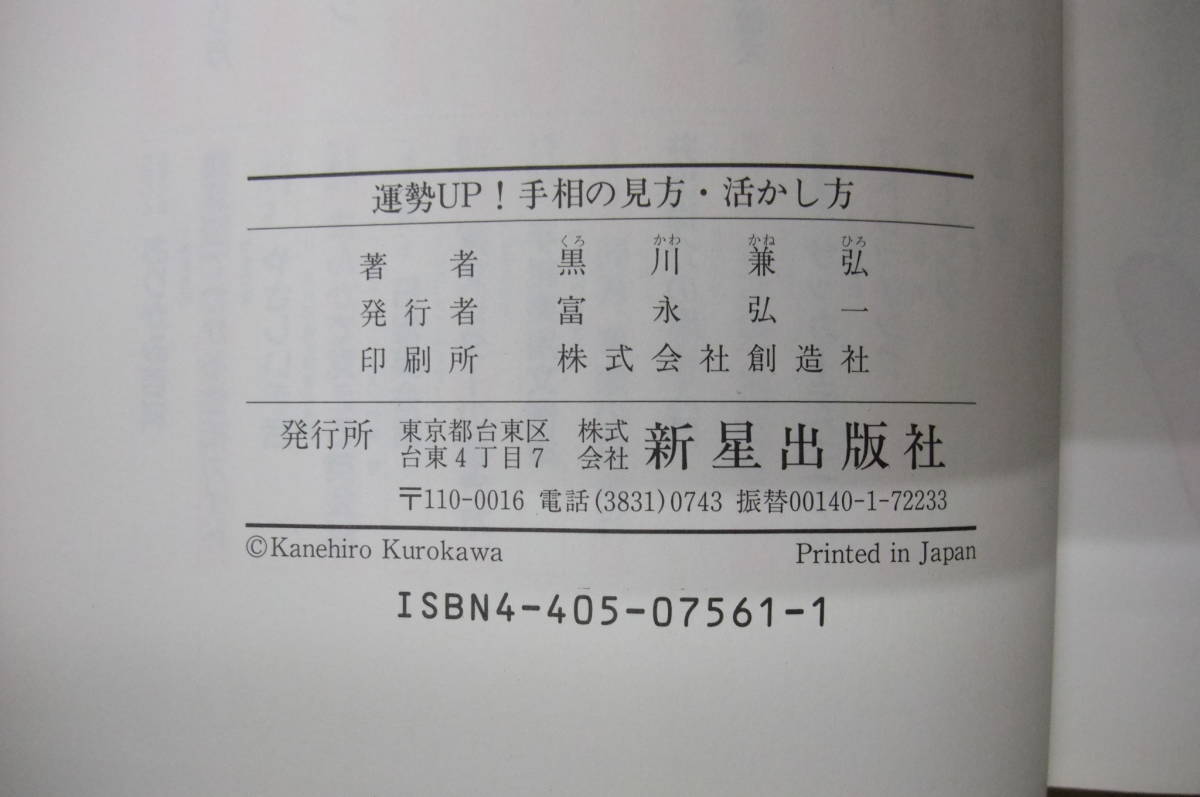 運勢UP!手相の見方・活かし方
くろ かわ かね ひろ
著者 黒川兼弘
発行者 富永弘一
印刷所 株式会社創造社
発行所 東京都台東区 株式 新星出版社
台東4丁目7 会社
〒110-0016 電話(3831)0743 振替00140-1-72233
©Kanehiro Kurokawa Printed in Japan
ISBN4-405-07561-1